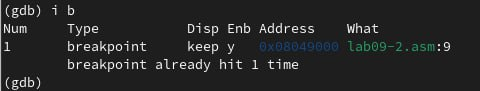 (gdb) i b
Num     Type           Disp Enb Address    What
1       breakpoint     keep y   0x08049000 lab09-2.asm:9
        breakpoint already hit 1 time
(gdb)